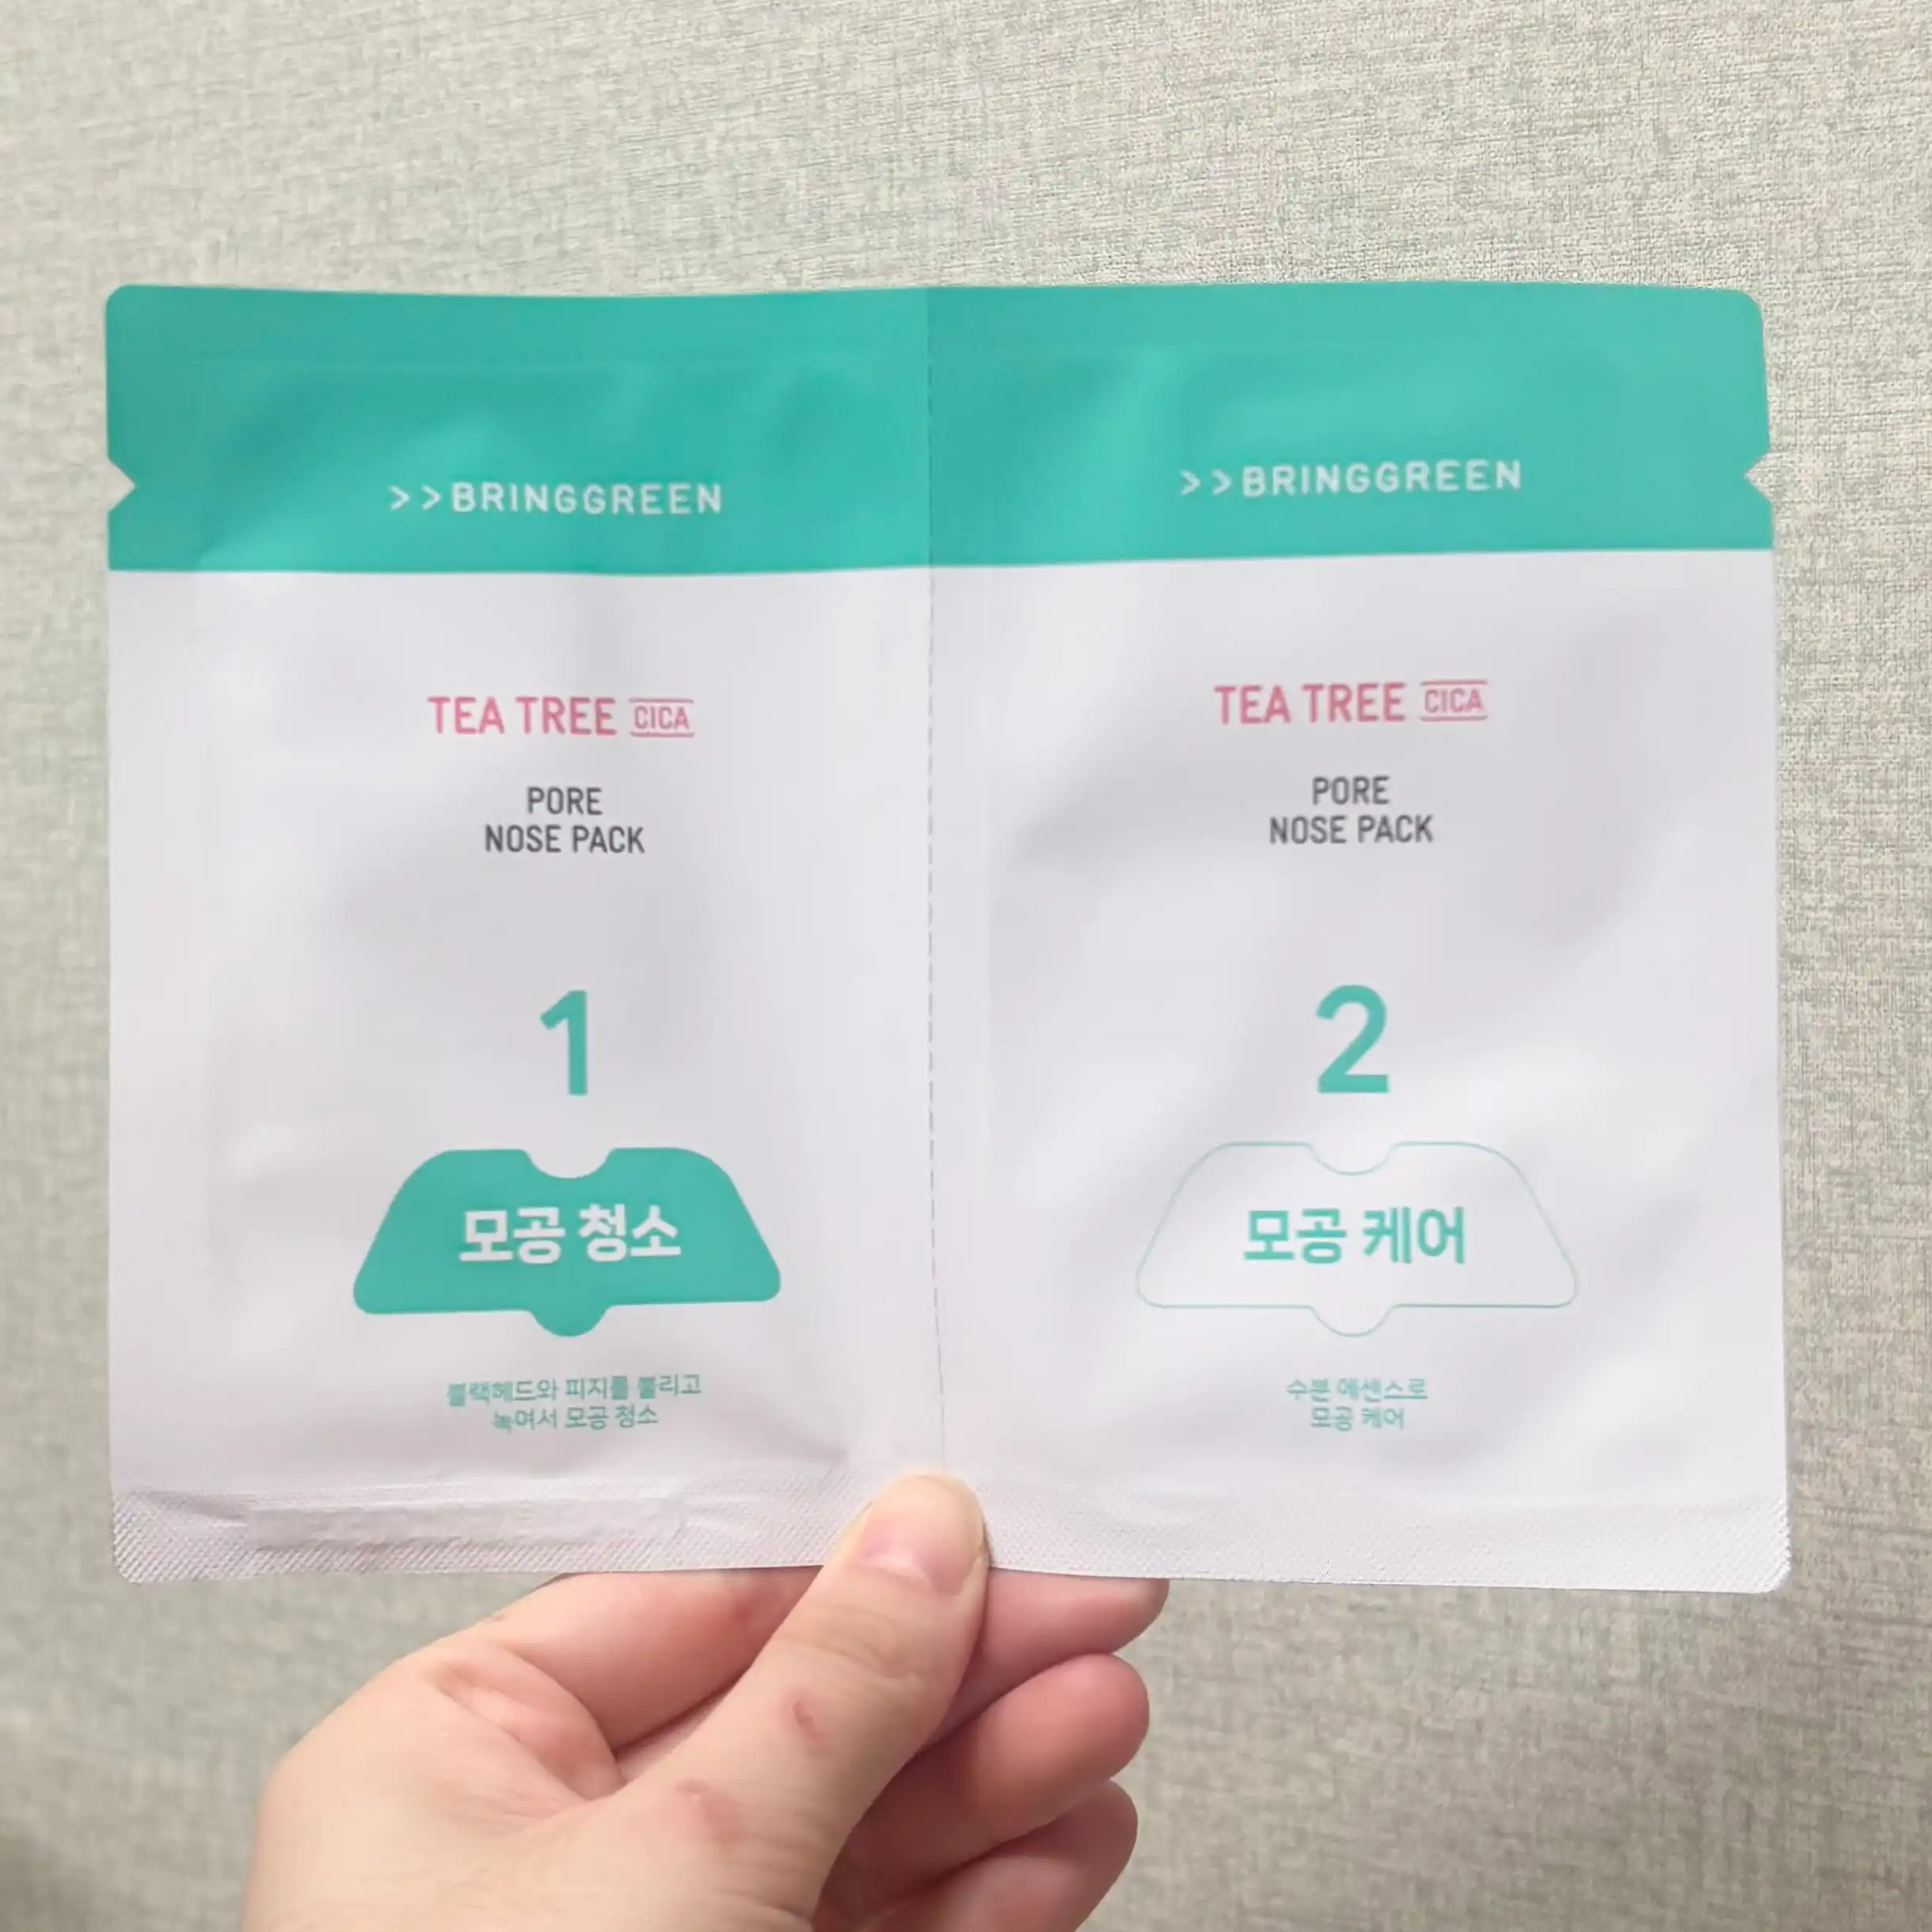 >>BRINGGREEN
TEA TREE CICA
PORE
NOSE PACK
1
모공 청소
블랙헤드와 피지를 불리고
녹여서 모공 청소
>>BRINGGREEN
TEA TREE CICA
PORE
NOSE PACK
2
모공 케어
수분 에센스로
모공 케어